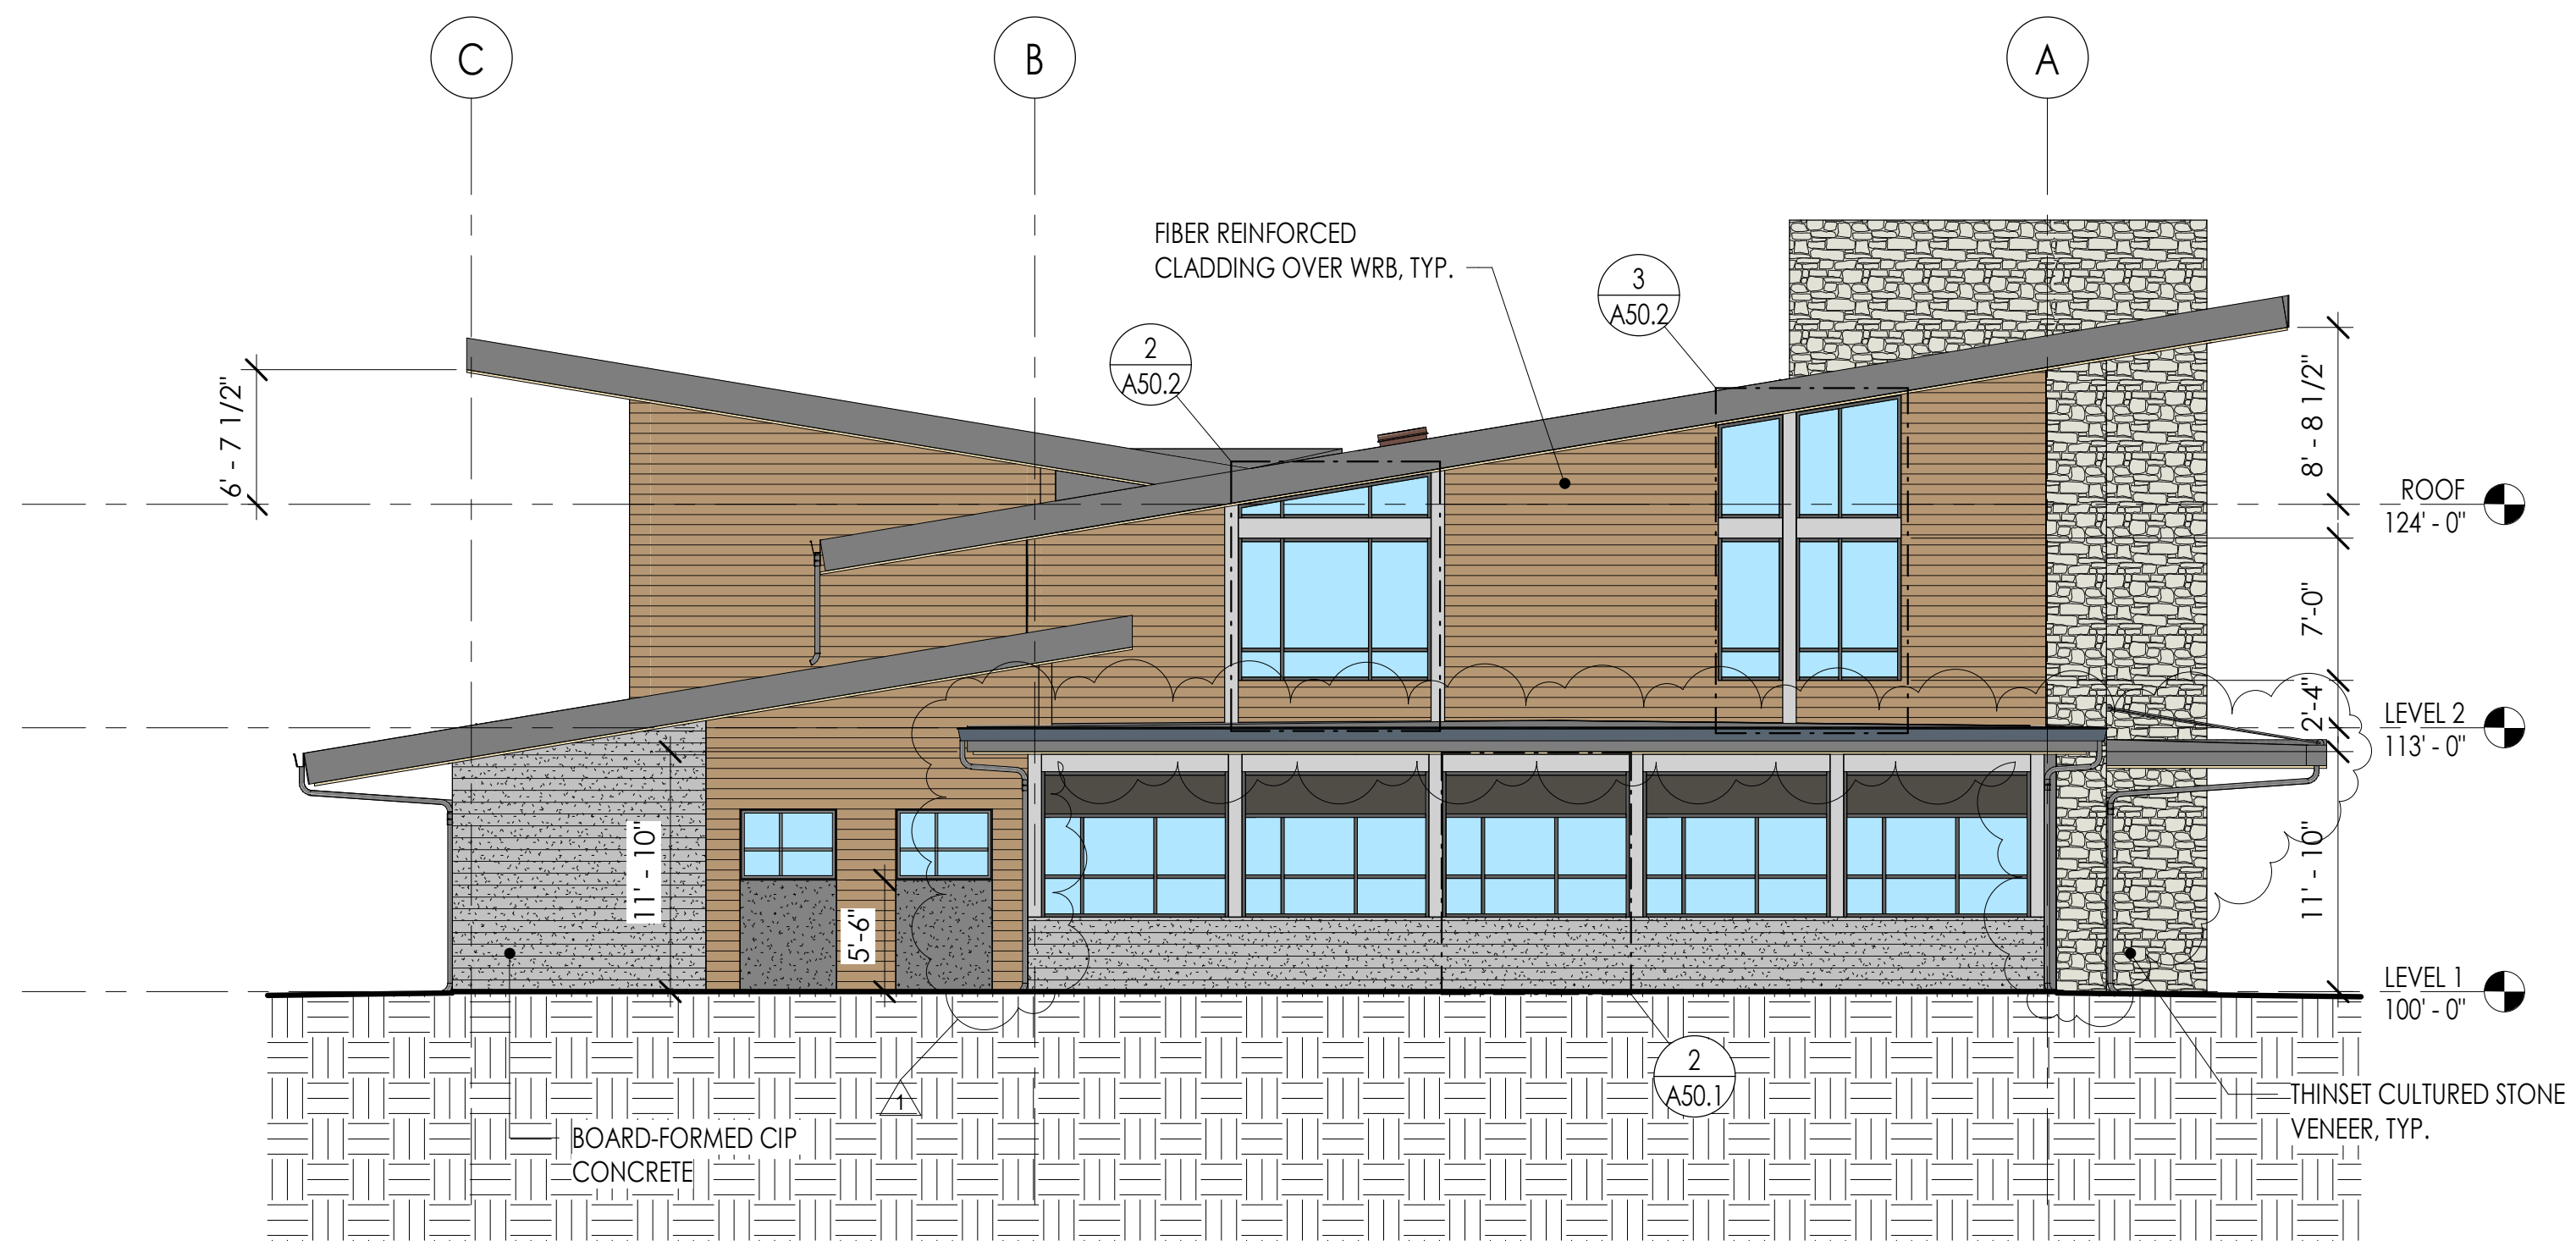 C
B
A
FIBER REINFORCED
CLADDING OVER WRB, TYP.
3
A50.2
2
A50.2
6' - 7 1/2"
8' - 8 1/2"
ROOF
124' - 0"
7'-0"
2'-4"
LEVEL 2
113' - 0"
11' - 10"
5'-6"
11' - 10"
LEVEL 1
100' - 0"
2
A50.1
1
THINSET CULTURED STONE
VENEER, TYP.
BOARD-FORMED CIP
CONCRETE